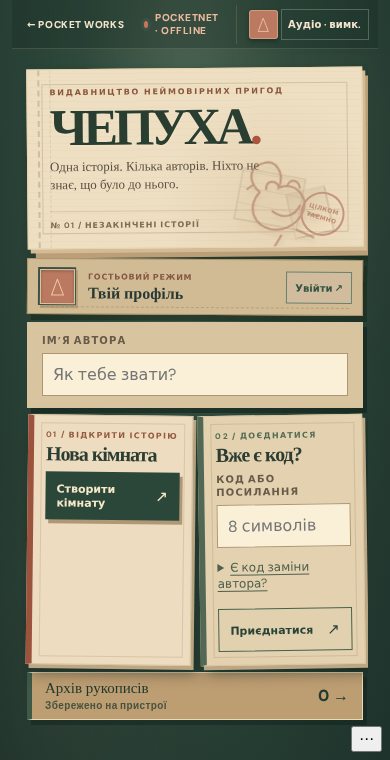 ← POCKET WORKS
POCKETNET
· OFFLINE
Аудіо · вимк.
ВИДАВНИЦТВО НЕЙМОВІРНИХ ПРИГОД
ЧЕПУХА.
Одна історія. Кілька авторів. Ніхто не
знає, що було до нього.
ЦІЛКОМ
ТАЄМНО
№ 01 / НЕЗАКІНЧЕНІ ІСТОРІЇ
ГОСТЬОВИЙ РЕЖИМ
Твій профіль
Увійти ↗
ІМ’Я АВТОРА
Як тебе звати?
01 / ВІДКРИТИ ІСТОРІЮ
Нова кімната
Створити
кімнату ↗
02 / ДОЄДНАТИСЯ
Вже є код?
КОД АБО
ПОСИЛАННЯ
8 символів
▶ Є код заміни
автора?
Приєднатися ↗
Архів рукописів
Збережено на пристрої
0 →
...